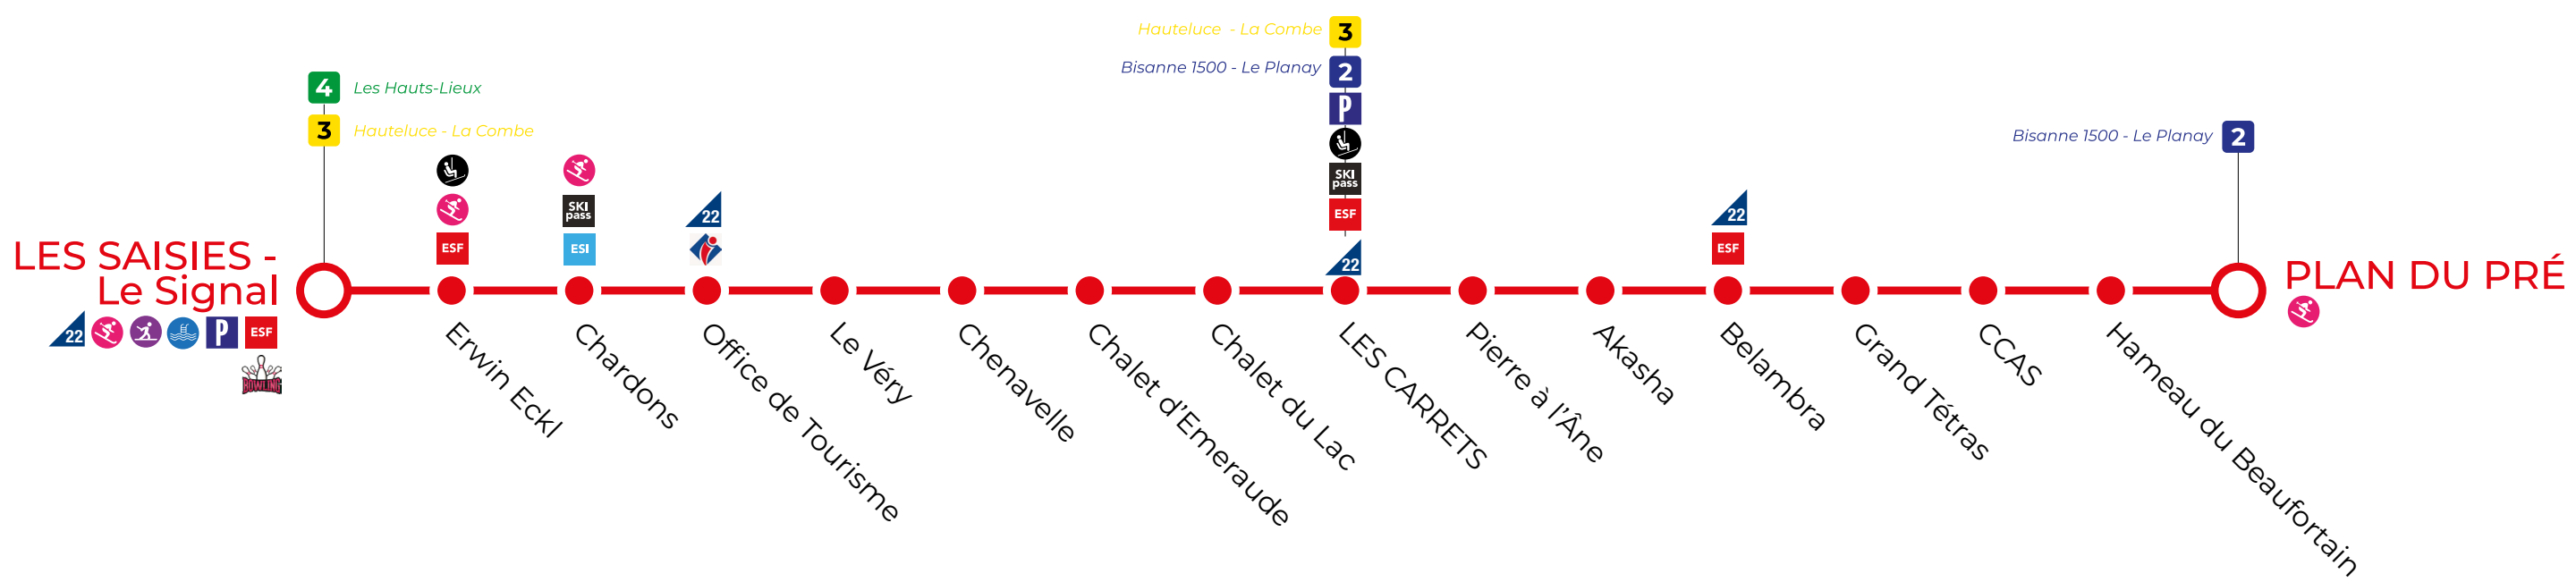 3 Hauteluce - La Combe
2 Bisanne 1500 - Le Planay
P
SKI pass
ESF
22
4 Les Hauts-Lieux
3 Hauteluce - La Combe
Bisanne 1500 - Le Planay 2
ESF
SKI pass
ESI
22
22
ESF
LES SAISIES -
Le Signal
22 P ESF
BOWLING
PLAN DU PRÉ
Erwin Eckl
Chardons
Office de Tourisme
Le Véry
Chenavelle
Chalet d'Emeraude
Chalet du Lac
LES CARRETS
Pierre à l'Âne
Akasha
Belambra
Grand Tétras
CCAS
Hameau du Beaufortain